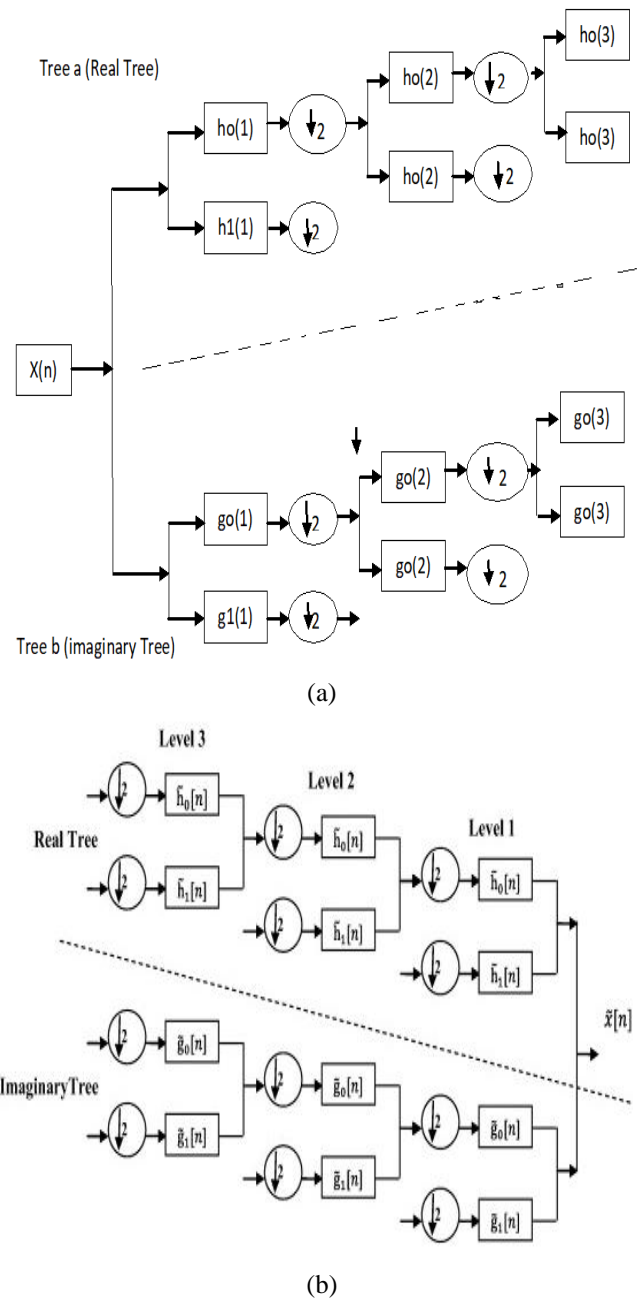 Tree a (Real Tree)
ho(3)
ho(1)
↓2
ho(2)
↓2
ho(3)
ho(2)
↓2
h1(1)
↓2
X(n)
go(3)
go(1)
↓2
go(2)
↓2
go(3)
go(2)
↓2
g1(1)
↓2
Tree b (imaginary Tree)
(a)
Level 3
↓2
h̃₀[n]
Level 2
Real Tree
↓2
h̃₀[n]
Level 1
↓2
h̃₁[n]
↓2
h̃₀[n]
↓2
h̃₁[n]
↓2
h̃₁[n]
x̃[n]
↓2
g̃₀[n]
ImaginaryTree
↓2
g̃₀[n]
↓2
g̃₁[n]
↓2
g̃₀[n]
↓2
g̃₁[n]
↓2
g̃₁[n]
(b)